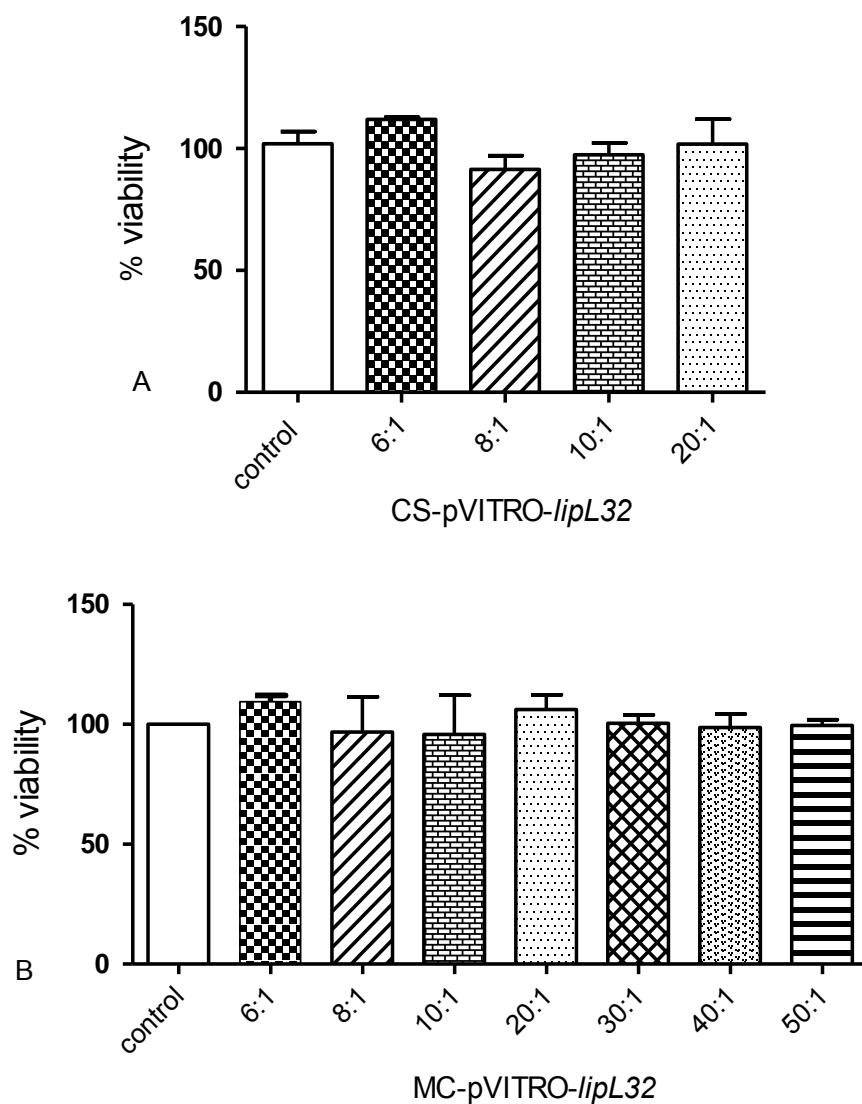 150
100
50
0
% viability
A
control
6:1
8:1
10:1
20:1
CS-pVITRO-lipL32
150
100
50
0
% viability
B
control
6:1
8:1
10:1
20:1
30:1
40:1
50:1
MC-pVITRO-lipL32